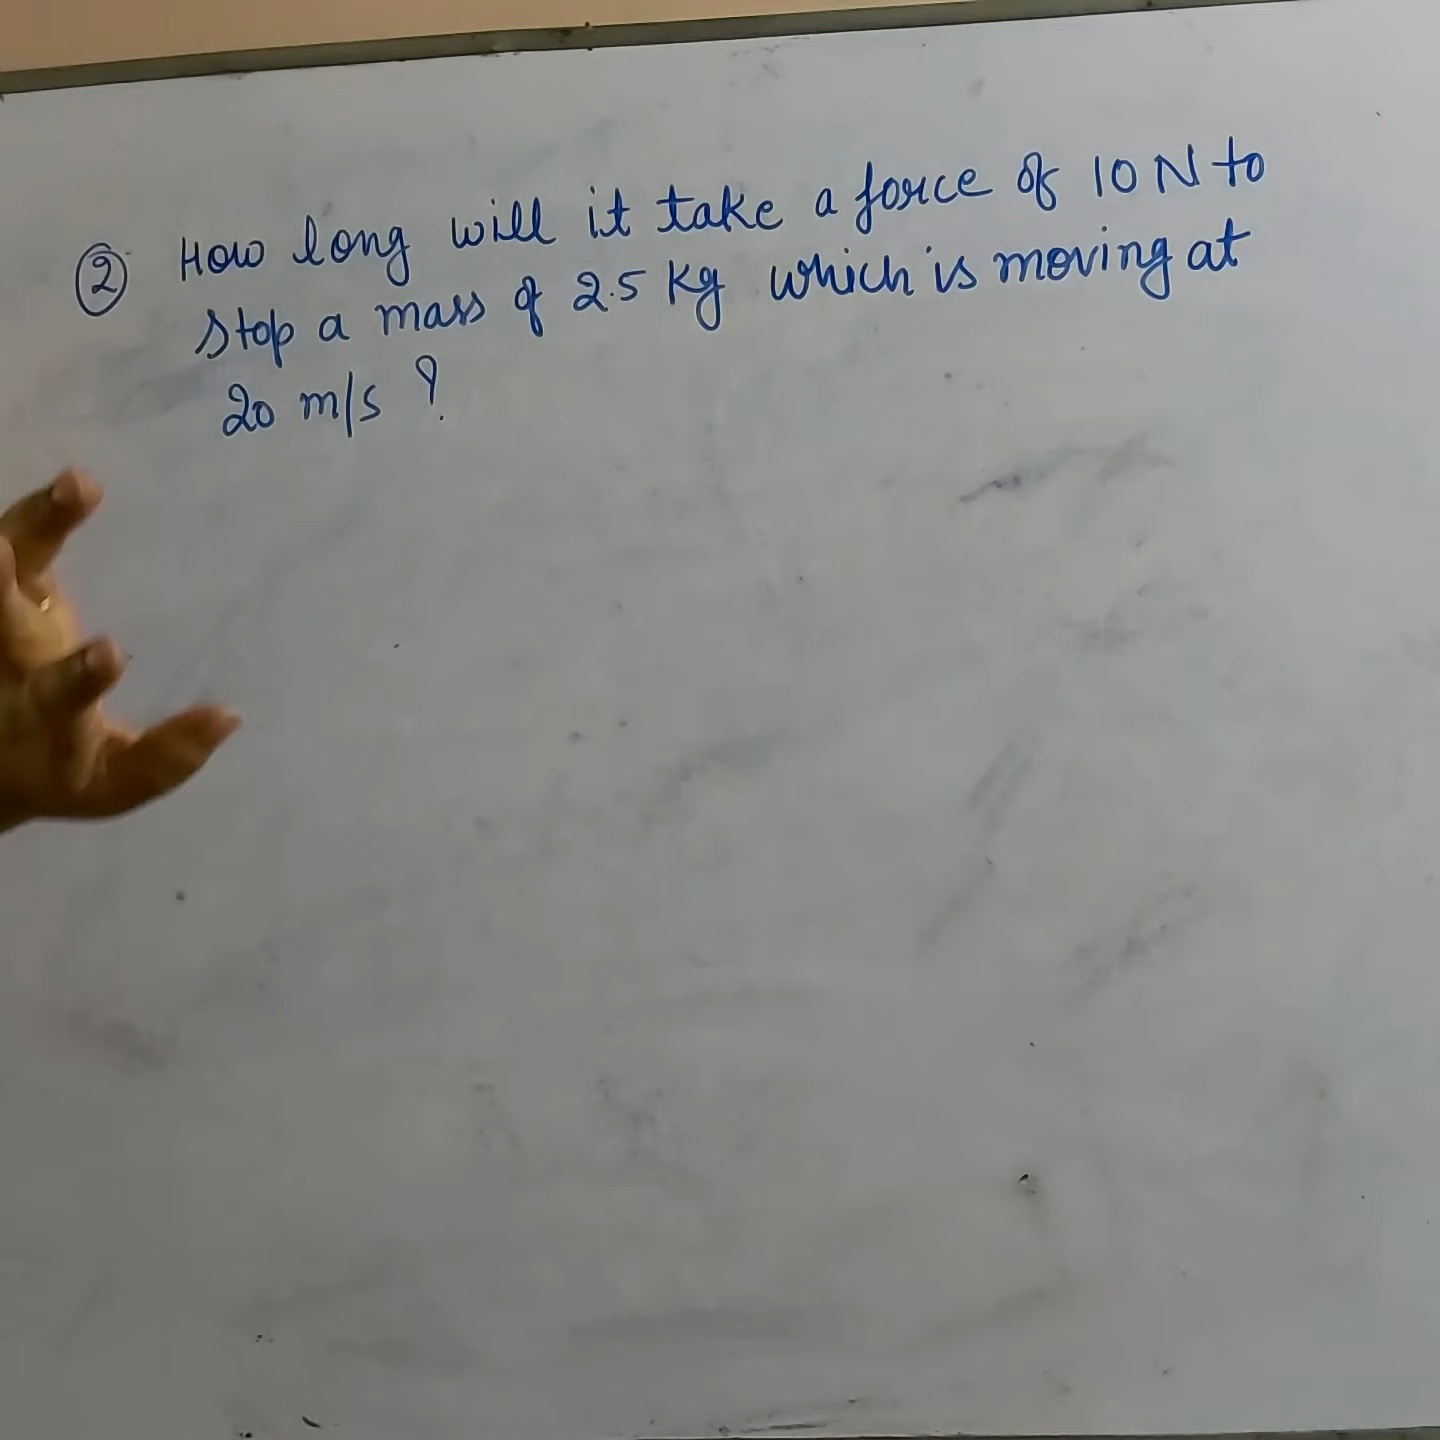 ② How long will it take a force of 10 N to
stop a mass of 2.5 kg which is moving at
20 m/s ?